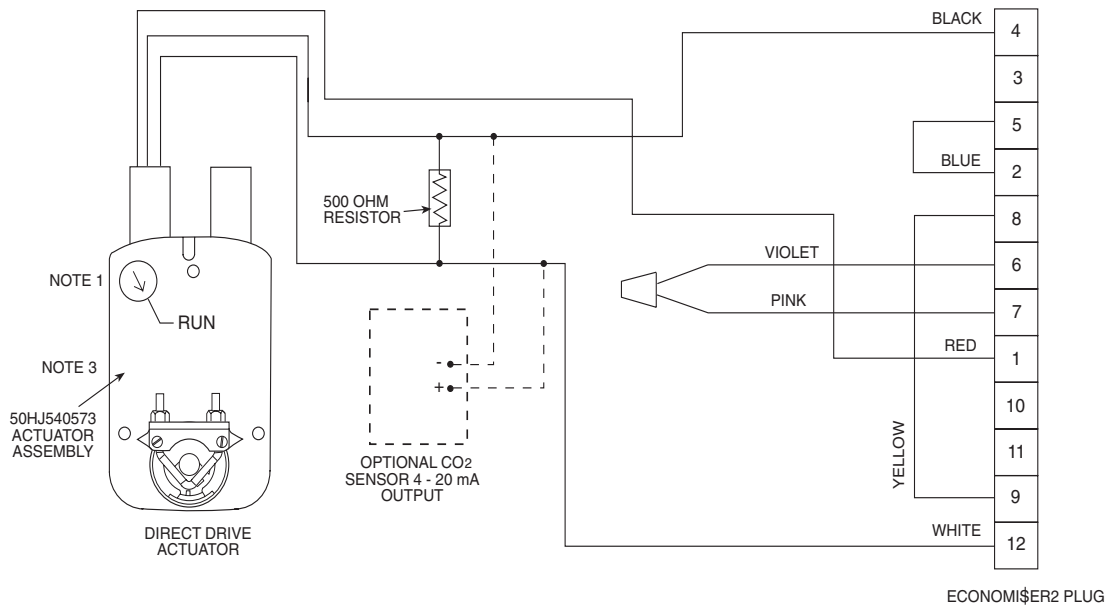 BLACK
4
3
5
BLUE
2
8
500 OHM
RESISTOR
VIOLET
6
NOTE 1
PINK
7
RUN
RED
1
NOTE 3
-
+
10
50HJ540573
ACTUATOR
ASSEMBLY
11
YELLOW
OPTIONAL CO2
SENSOR 4 - 20 mA
OUTPUT
9
WHITE
12
DIRECT DRIVE
ACTUATOR
ECONOMI$ER2 PLUG